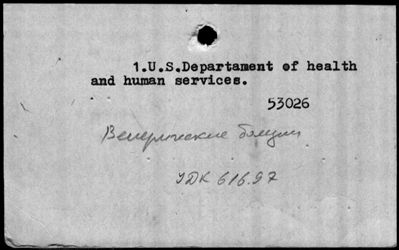 1.U.S.Departament of health
and human services.
53026
Венерические болезни
УДК 616.97